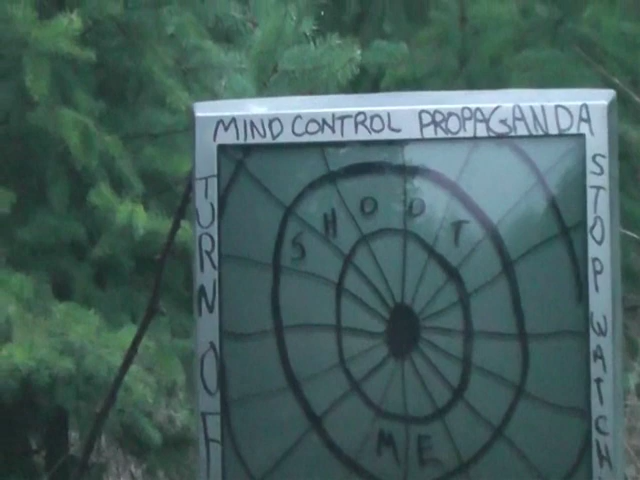 MIND CONTROL PROPAGANDA
TURN OF
STOP WATCH
SHOOT
ME